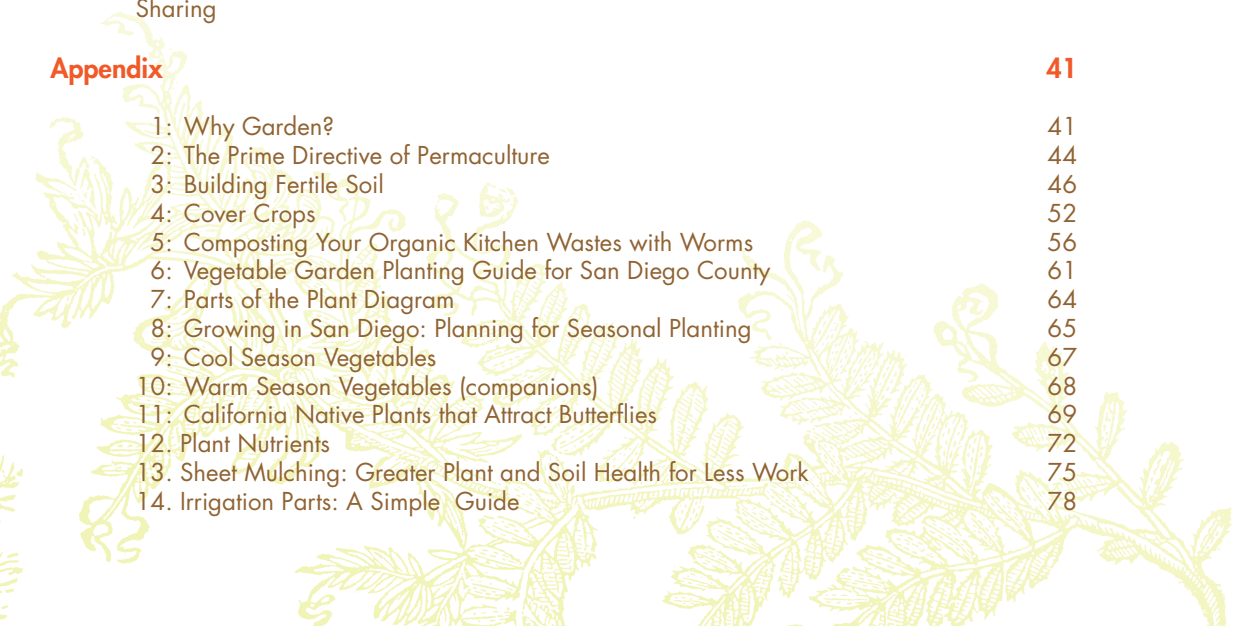 Sharing
Appendix 41
1: Why Garden? 41
2: The Prime Directive of Permaculture 44
3: Building Fertile Soil 46
4: Cover Crops 52
5: Composting Your Organic Kitchen Wastes with Worms 56
6: Vegetable Garden Planting Guide for San Diego County 61
7: Parts of the Plant Diagram 64
8: Growing in San Diego: Planning for Seasonal Planting 65
9: Cool Season Vegetables 67
10: Warm Season Vegetables (companions) 68
11: California Native Plants that Attract Butterflies 69
12. Plant Nutrients 72
13. Sheet Mulching: Greater Plant and Soil Health for Less Work 75
14. Irrigation Parts: A Simple  Guide 78